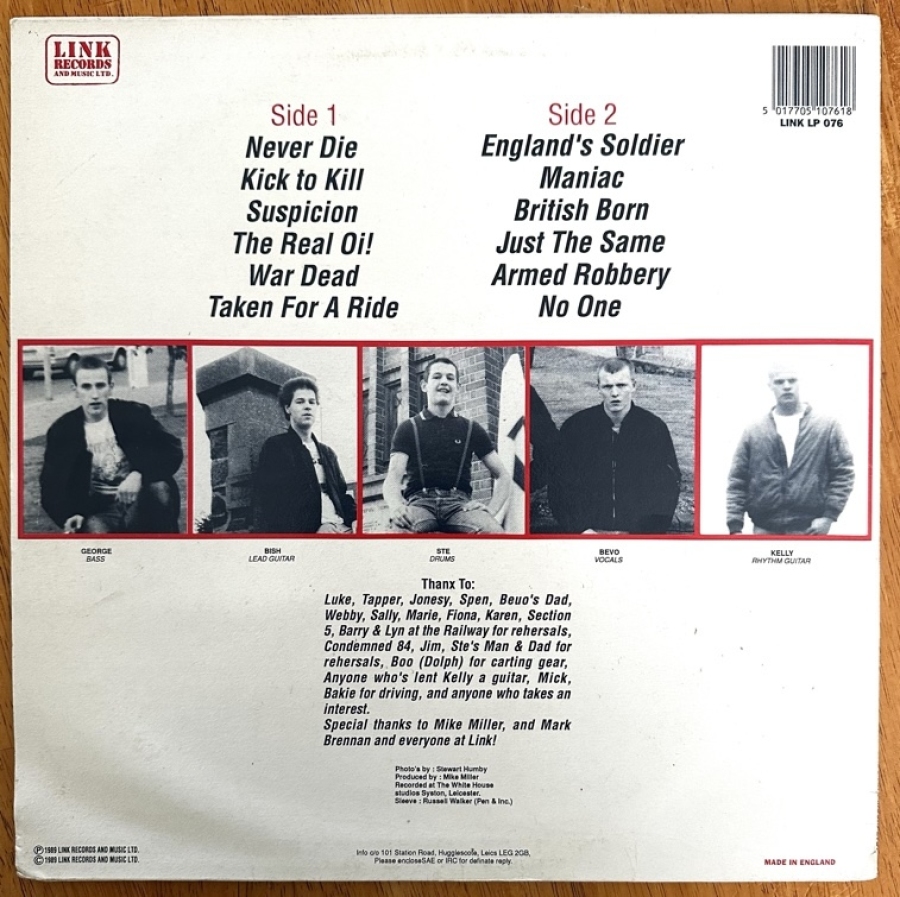 LINK
RECORDS
AND MUSIC LTD.
5 017705 107618
LINK LP 076
Side 1
Never Die
Kick to Kill
Suspicion
The Real Oi!
War Dead
Taken For A Ride
Side 2
England's Soldier
Maniac
British Born
Just The Same
Armed Robbery
No One
GEORGE
BASS
BISH
LEAD GUITAR
STE
DRUMS
BEVO
VOCALS
KELLY
RHYTHM GUITAR
Thanx To:
Luke, Tapper, Jonesy, Spen, Beuo's Dad,
Webby, Sally, Marie, Fiona, Karen, Section
5, Barry & Lyn at the Railway for rehersals,
Condemned 84, Jim, Ste's Man & Dad for
rehersals, Boo (Dolph) for carting gear,
Anyone who's lent Kelly a guitar, Mick,
Bakie for driving, and anyone who takes an
interest.
Special thanks to Mike Miller, and Mark
Brennan and everyone at Link!
Photo's by : Stewart Humby
Produced by : Mike Miller
Recorded at The White House
studios Syston, Leicester.
Sleeve : Russell Walker (Pen & Inc.)
Ⓟ 1989 LINK RECORDS AND MUSIC LTD.
© 1989 LINK RECORDS AND MUSIC LTD.
Info c/o 101 Station Road, Hugglescote, Leics LEG 2GB,
Please encloseSAE or IRC for definate reply.
MADE IN ENGLAND